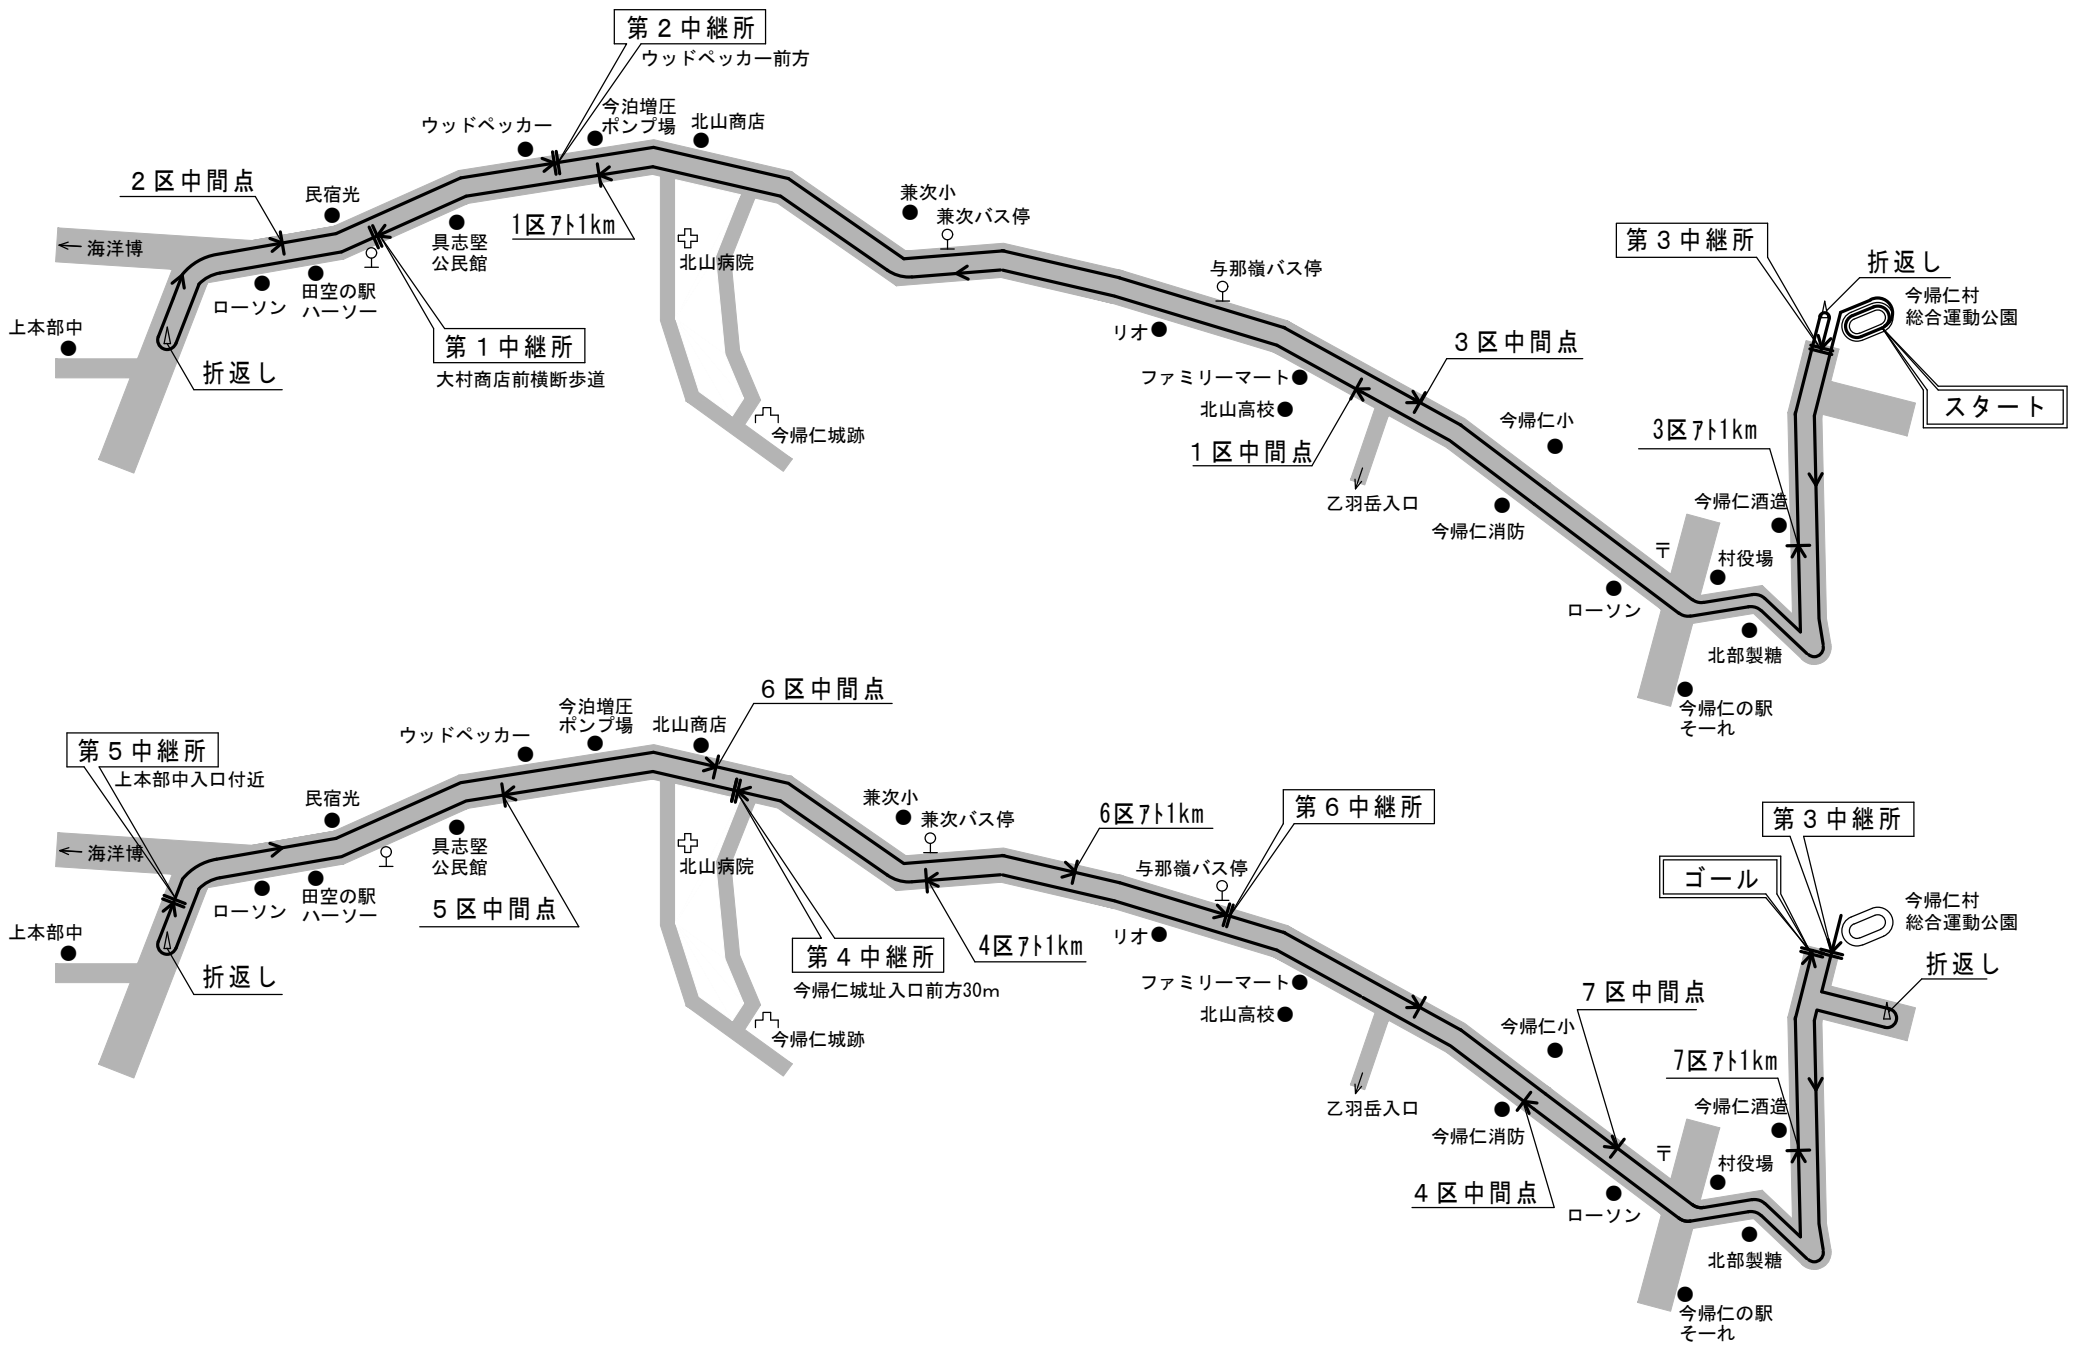 第２中継所
ウッドペッカー前方
今泊増圧
ポンプ場
北山商店
ウッドペッカー
２区中間点
民宿光
1区ｱﾄ1km
具志堅
公民館
海洋博
北山病院
ローソン
田空の駅
ハーソー
上本部中
折返し
第１中継所
大村商店前横断歩道
今帰仁城跡
兼次小
兼次バス停
与那嶺バス停
リオ
ファミリーマート
北山高校
３区中間点
１区中間点
乙羽岳入口
今帰仁小
今帰仁消防
第３中継所
折返し
今帰仁村
総合運動公園
スタート
3区ｱﾄ1km
今帰仁酒造
〒
村役場
ローソン
北部製糖
今帰仁の駅
そーれ
６区中間点
今泊増圧
ポンプ場
北山商店
ウッドペッカー
第５中継所
上本部中入口付近
民宿光
海洋博
具志堅
公民館
北山病院
ローソン
田空の駅
ハーソー
５区中間点
上本部中
折返し
第４中継所
今帰仁城址入口前方30ｍ
今帰仁城跡
兼次小
兼次バス停
4区ｱﾄ1km
6区ｱﾄ1km
与那嶺バス停
第６中継所
リオ
ファミリーマート
北山高校
乙羽岳入口
７区中間点
今帰仁小
今帰仁消防
４区中間点
第３中継所
ゴール
今帰仁村
総合運動公園
折返し
7区ｱﾄ1km
今帰仁酒造
〒
村役場
ローソン
北部製糖
今帰仁の駅
そーれ